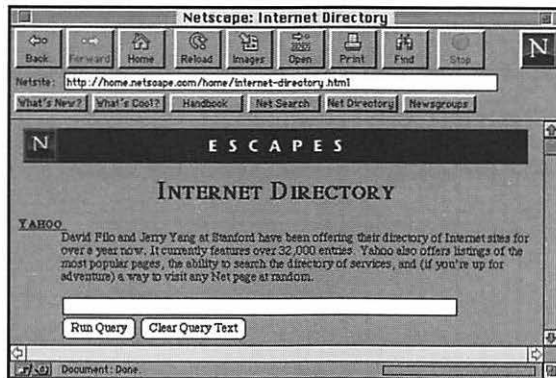 Netscape: Internet Directory
Back Forward Home Reload Images Open Print Find Stop N
Netsite: http://home.netscape.com/home/internet-directory.html
What's New? What's Cool? Handbook Net Search Net Directory Newsgroups
N ESCAPES
INTERNET DIRECTORY
YAHOO
David Filo and Jerry Yang at Stanford have been offering their directory of Internet sites for
over a year now. It currently features over 32,000 entries. Yahoo also offers listings of the
most popular pages, the ability to search the directory of services, and (if you're up for
adventure) a way to visit any Net page at random.
Run Query Clear Query Text
Document: Done.